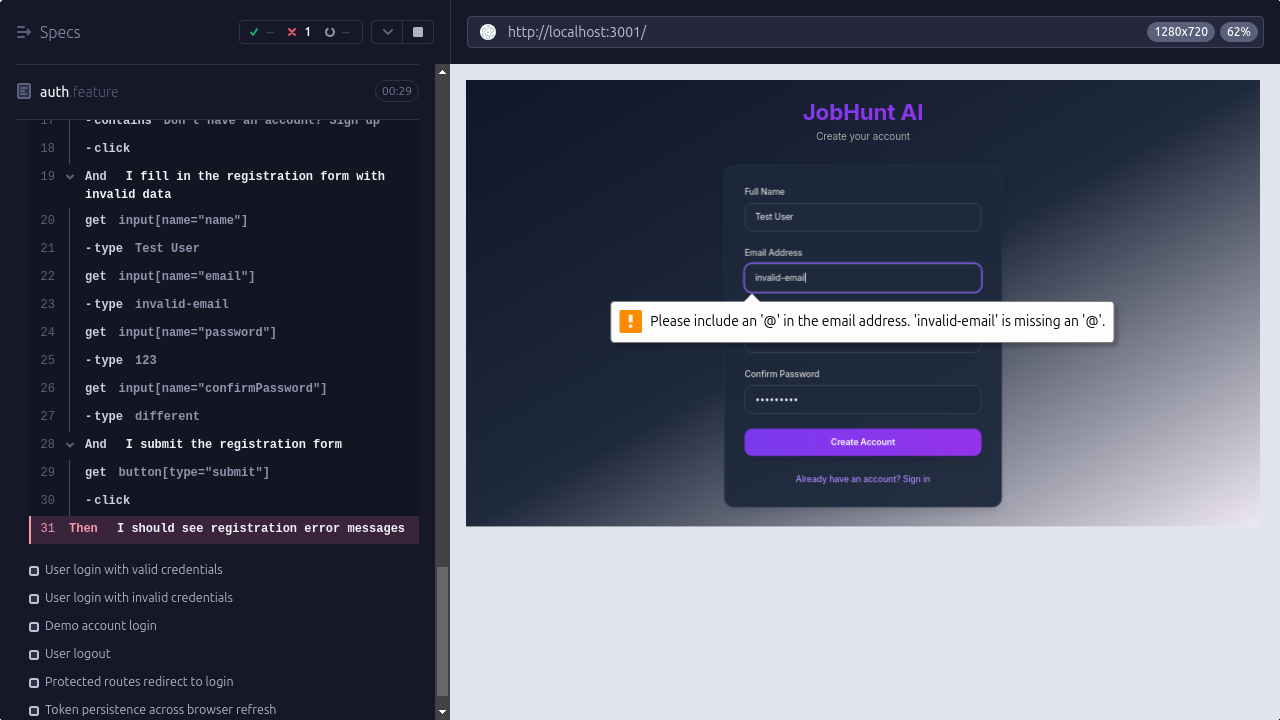 Specs
-- 1 --
auth.feature
00:29
17 -contains Don't have an account? Sign up
18 -click
19 And I fill in the registration form with
invalid data
20 get input[name="name"]
21 -type Test User
22 get input[name="email"]
23 -type invalid-email
24 get input[name="password"]
25 -type 123
26 get input[name="confirmPassword"]
27 -type different
28 And I submit the registration form
29 get button[type="submit"]
30 -click
31 Then I should see registration error messages
User login with valid credentials
User login with invalid credentials
Demo account login
User logout
Protected routes redirect to login
Token persistence across browser refresh
http://localhost:3001/
1280x720
62%
JobHunt AI
Create your account
Full Name
Test User
Email Address
invalid-email
Please include an '@' in the email address. 'invalid-email' is missing an '@'.
Confirm Password
•••••••••
Create Account
Already have an account? Sign in